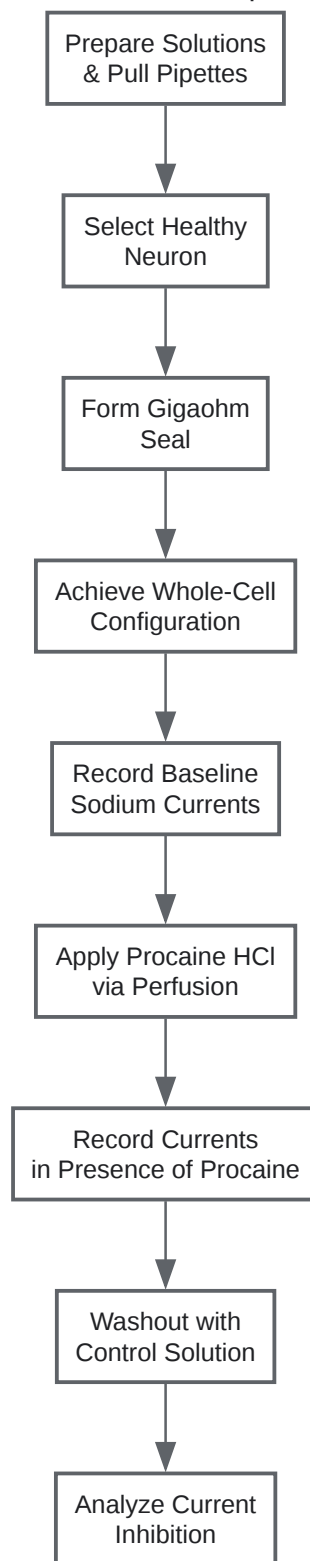 Prepare Solutions
& Pull Pipettes
Select Healthy
Neuron
Form Gigaohm
Seal
Achieve Whole-Cell
Configuration
Record Baseline
Sodium Currents
Apply Procaine HCl
via Perfusion
Record Currents
in Presence of Procaine
Washout with
Control Solution
Analyze Current
Inhibition